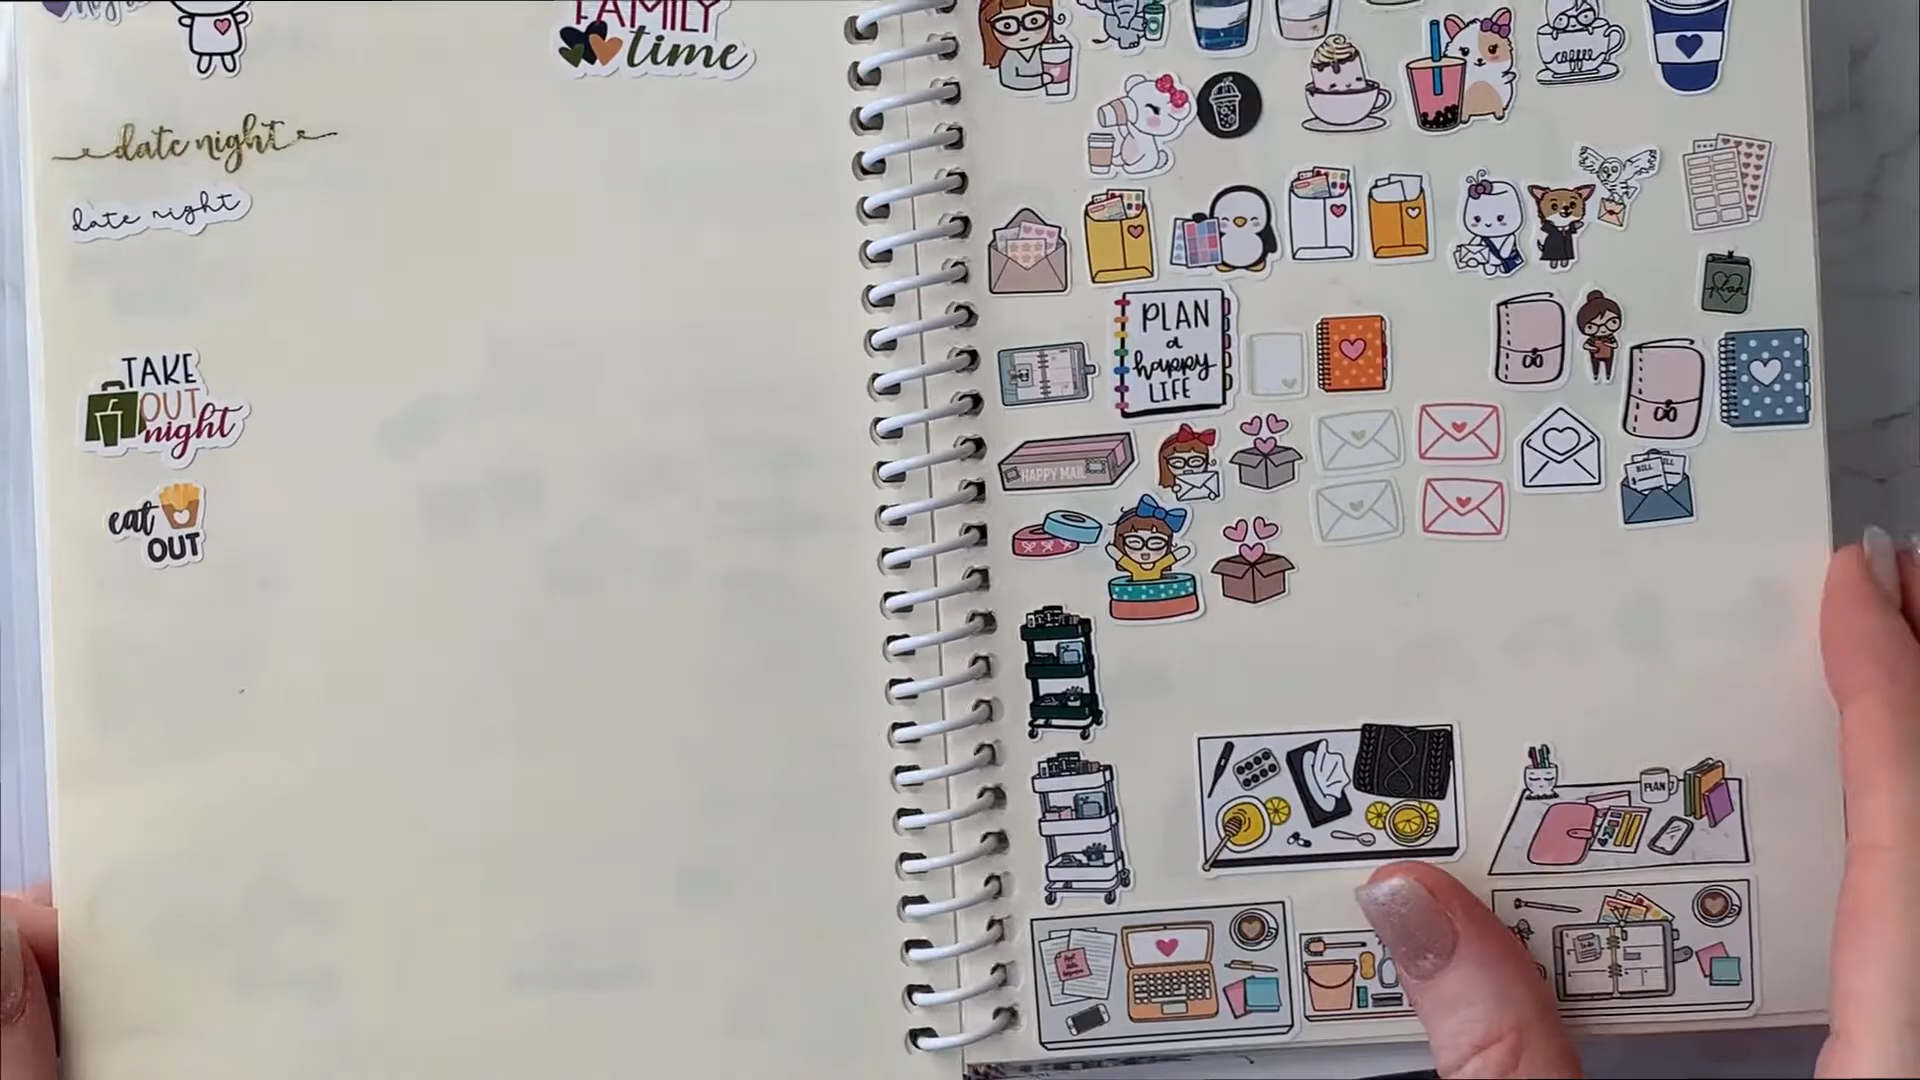 FAMILY
time
date night
date night
TAKE
OUT
night
eat
OUT
coffee
plan
PLAN
a
happy
LIFE
HAPPY MAIL
BILL
PLAN